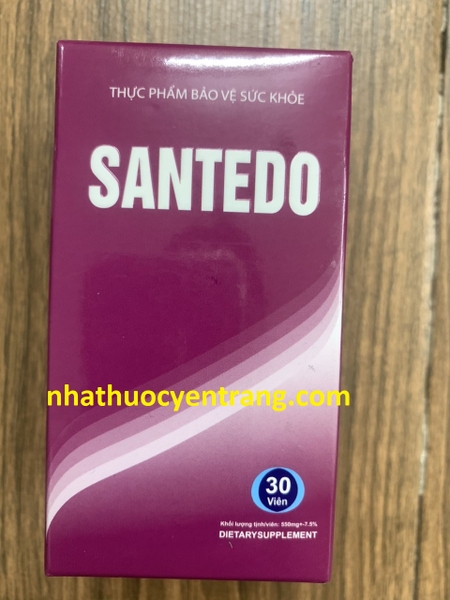 THỰC PHẨM BẢO VỆ SỨC KHỎE
SANTEDO
nhathuocyentrang.com
30
Viên
Khối lượng tịnh/viên: 550mg+-7.5%
DIETARYSUPPLEMENT